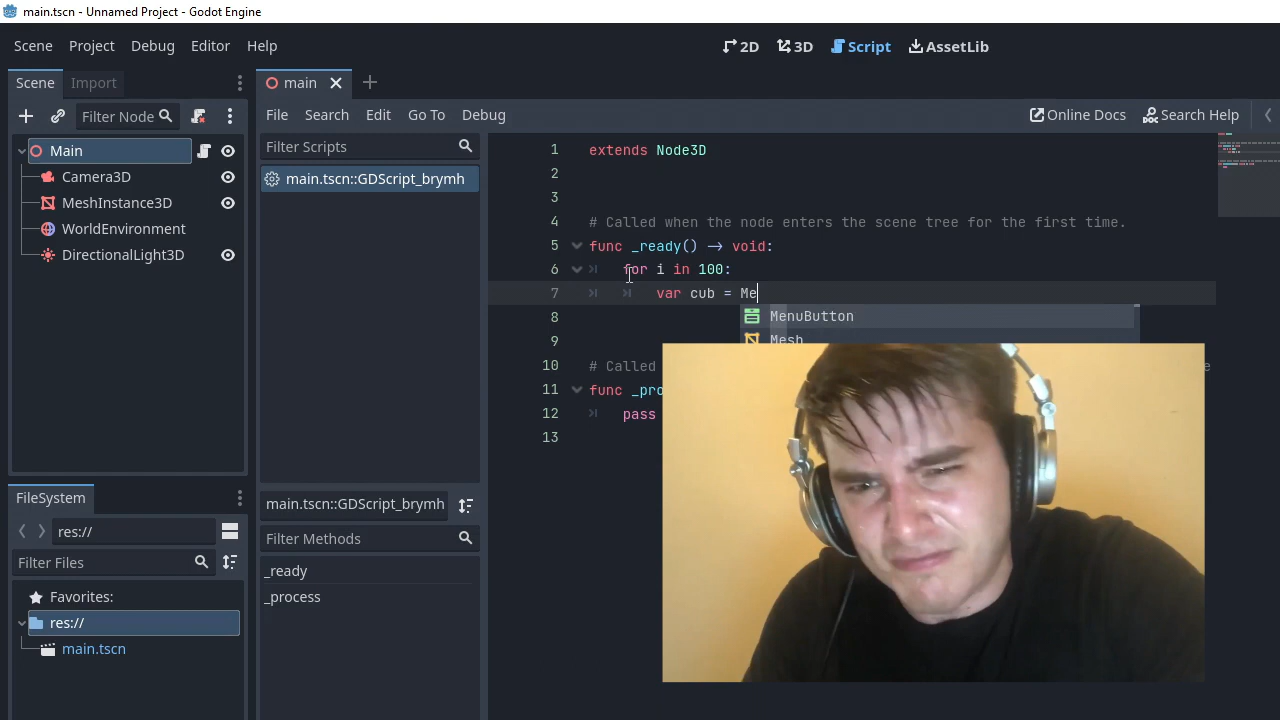 main.tscn - Unnamed Project - Godot Engine
Scene Project Debug Editor Help
2D 3D Script AssetLib
Scene Import
main
Filter Node
File Search Edit Go To Debug
Online Docs Search Help
Main
Camera3D
MeshInstance3D
WorldEnvironment
DirectionalLight3D
Filter Scripts
main.tscn::GDScript_brymh
1 extends Node3D
2
3
4 # Called when the node enters the scene tree for the first time.
5 func _ready() -> void:
6 for i in 100:
7 var cub = Me
MenuButton
Mesh
8
9
10 # Called
11 func _pro
12 pass
13
FileSystem
res://
Filter Files
Favorites:
res://
main.tscn
main.tscn::GDScript_brymh
Filter Methods
_ready
_process